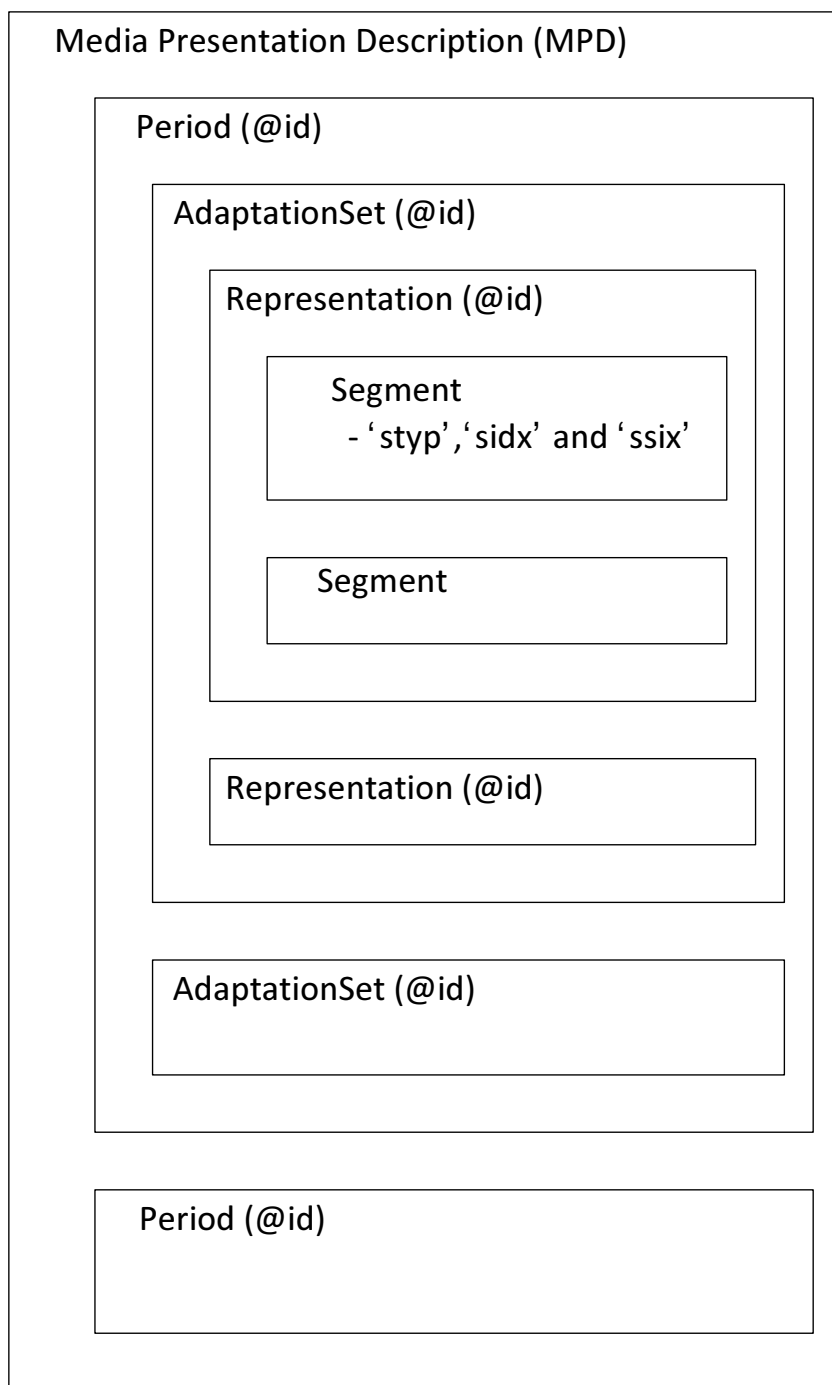 Media Presentation Description (MPD)
Period (@id)
AdaptationSet (@id)
Representation (@id)
Segment
- ‘styp’,‘sidx’ and ‘ssix’
Segment
Representation (@id)
AdaptationSet (@id)
Period (@id)